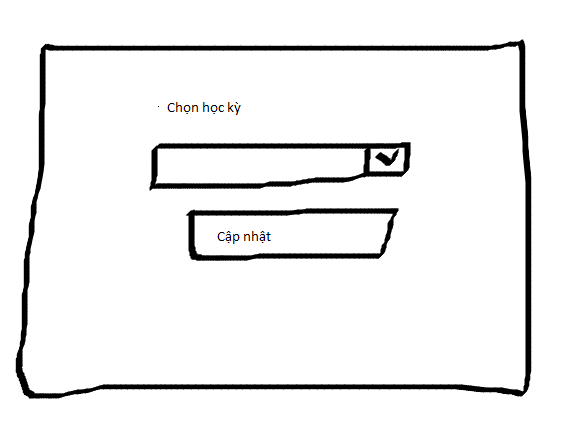 Chọn học kỳ
Cập nhật